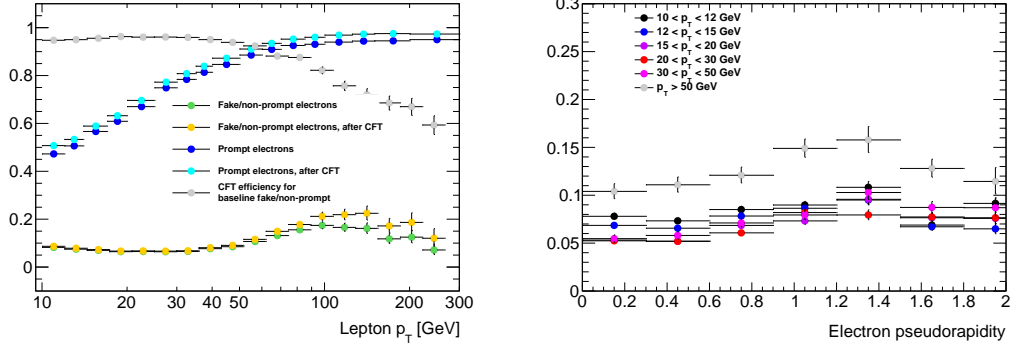 1
0.8
0.6
0.4
0.2
0
Fake/non-prompt electrons
Fake/non-prompt electrons, after CFT
Prompt electrons
Prompt electrons, after CFT
CFT efficiency for
baseline fake/non-prompt
10 20 30 40 50 100 200 300
Lepton p_T [GeV]
0.3
0.25
0.2
0.15
0.1
0.05
0
10 < p_T < 12 GeV
12 < p_T < 15 GeV
15 < p_T < 20 GeV
20 < p_T < 30 GeV
30 < p_T < 50 GeV
p_T > 50 GeV
0 0.2 0.4 0.6 0.8 1 1.2 1.4 1.6 1.8 2
Electron pseudorapidity